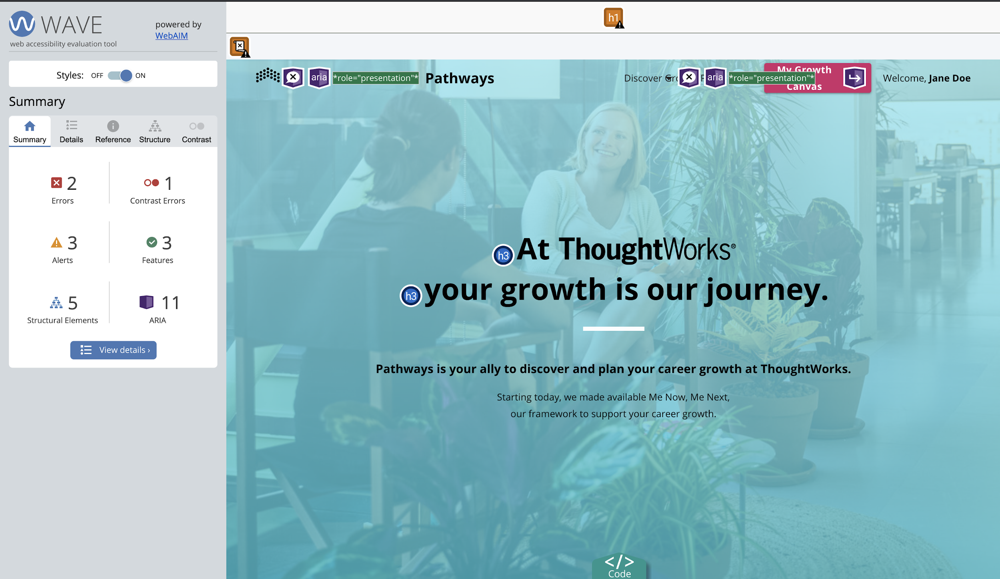 WAVE
web accessibility evaluation tool
powered by
WebAIM
Styles: OFF ON
Summary
Summary Details Reference Structure Contrast
2 Errors
1 Contrast Errors
3 Alerts
3 Features
5 Structural Elements
11 ARIA
View details ›
h1
aria *role="presentation"* Pathways
Discover
aria *role="presentation"*
My Growth
Canvas
Welcome, Jane Doe
h3 At ThoughtWorks®
h3 your growth is our journey.
Pathways is your ally to discover and plan your career growth at ThoughtWorks.
Starting today, we made available Me Now, Me Next,
our framework to support your career growth.
</> Code